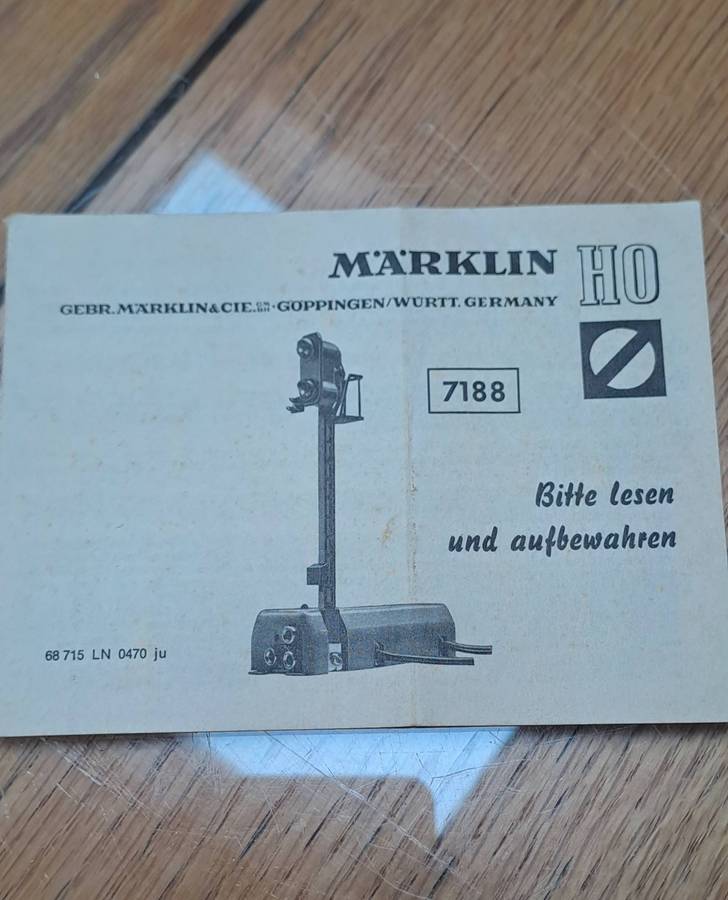 MÄRKLIN HO
GEBR. MÄRKLIN & CIE. GMBH · GÖPPINGEN/WÜRTT. GERMANY
7188
Bitte lesen
und aufbewahren
68 715 LN 0470 ju